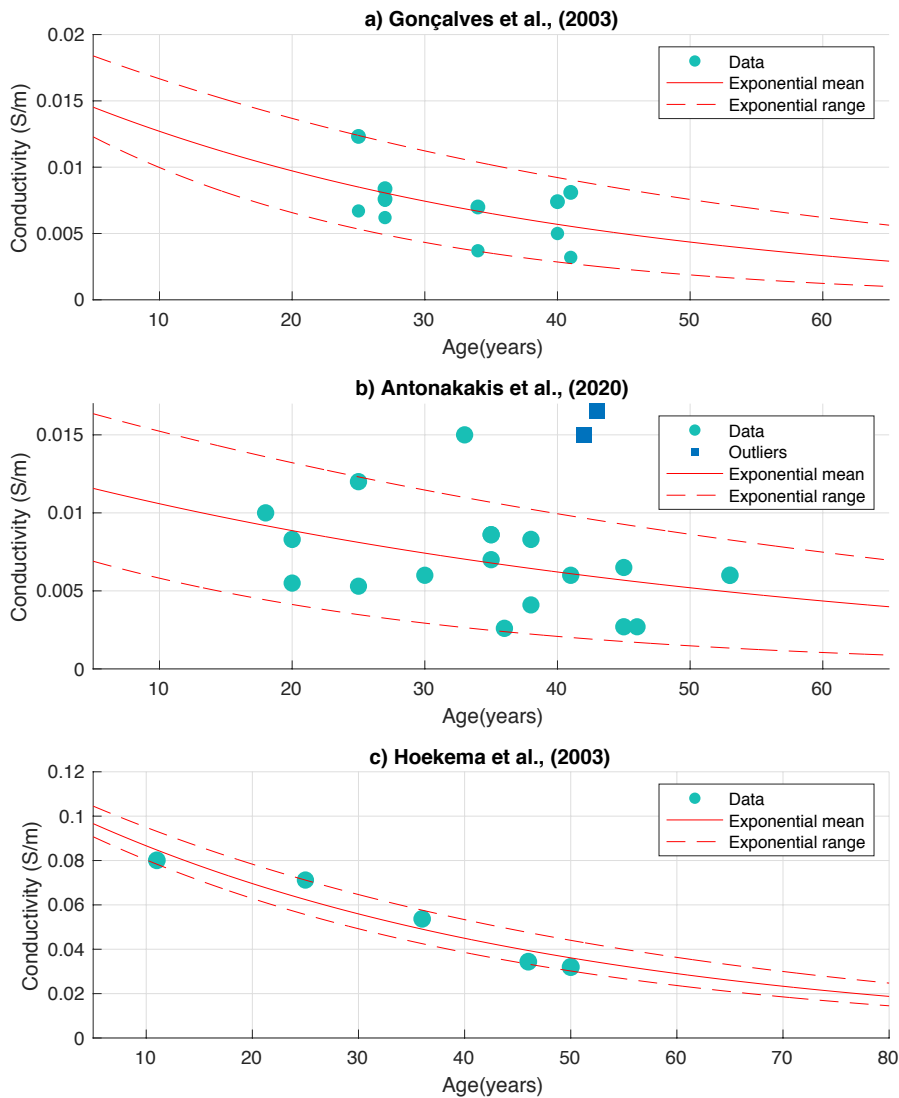 a) Gonçalves et al., (2003)
0.02
0.015
0.01
0.005
0
Conductivity (S/m)
Data
Exponential mean
Exponential range
10 20 30 40 50 60
Age(years)
b) Antonakakis et al., (2020)
0.015
0.01
0.005
0
Conductivity (S/m)
Data
Outliers
Exponential mean
Exponential range
10 20 30 40 50 60
Age(years)
c) Hoekema et al., (2003)
0.12
0.1
0.08
0.06
0.04
0.02
0
Conductivity (S/m)
Data
Exponential mean
Exponential range
10 20 30 40 50 60 70 80
Age(years)